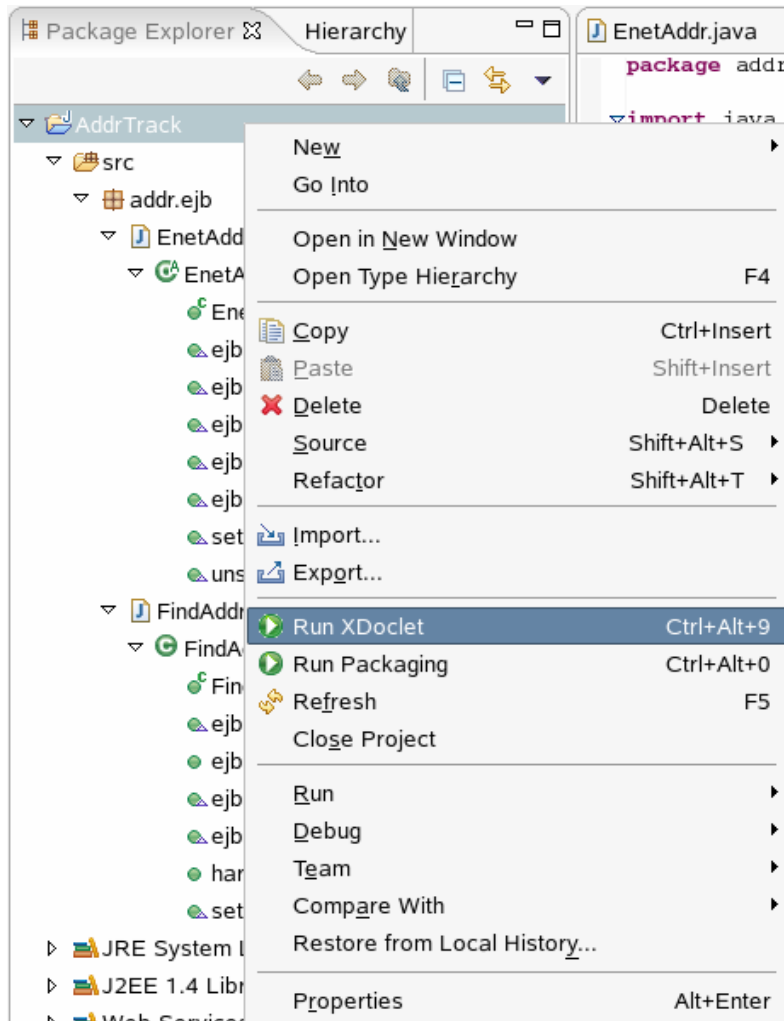 Package Explorer
Hierarchy
EnetAddr.java
package addr
import java
AddrTrack
src
addr.ejb
EnetAdd
EnetA
Ene
ejb
ejb
ejb
ejb
ejb
set
uns
FindAddr
FindA
Fin
ejb
ejb
ejb
ejb
har
set
JRE System L
J2EE 1.4 Libr
Web Services
New
Go Into
Open in New Window
Open Type Hierarchy F4
Copy Ctrl+Insert
Paste Shift+Insert
Delete Delete
Source Shift+Alt+S
Refactor Shift+Alt+T
Import...
Export...
Run XDoclet Ctrl+Alt+9
Run Packaging Ctrl+Alt+0
Refresh F5
Close Project
Run
Debug
Team
Compare With
Restore from Local History...
Properties Alt+Enter